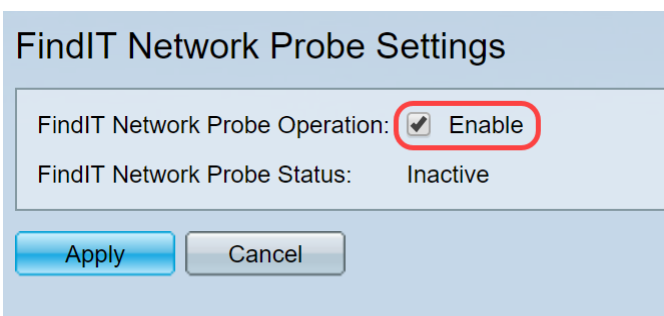 FindIT Network Probe Settings
FindIT Network Probe Operation: Enable
FindIT Network Probe Status: Inactive
Apply Cancel